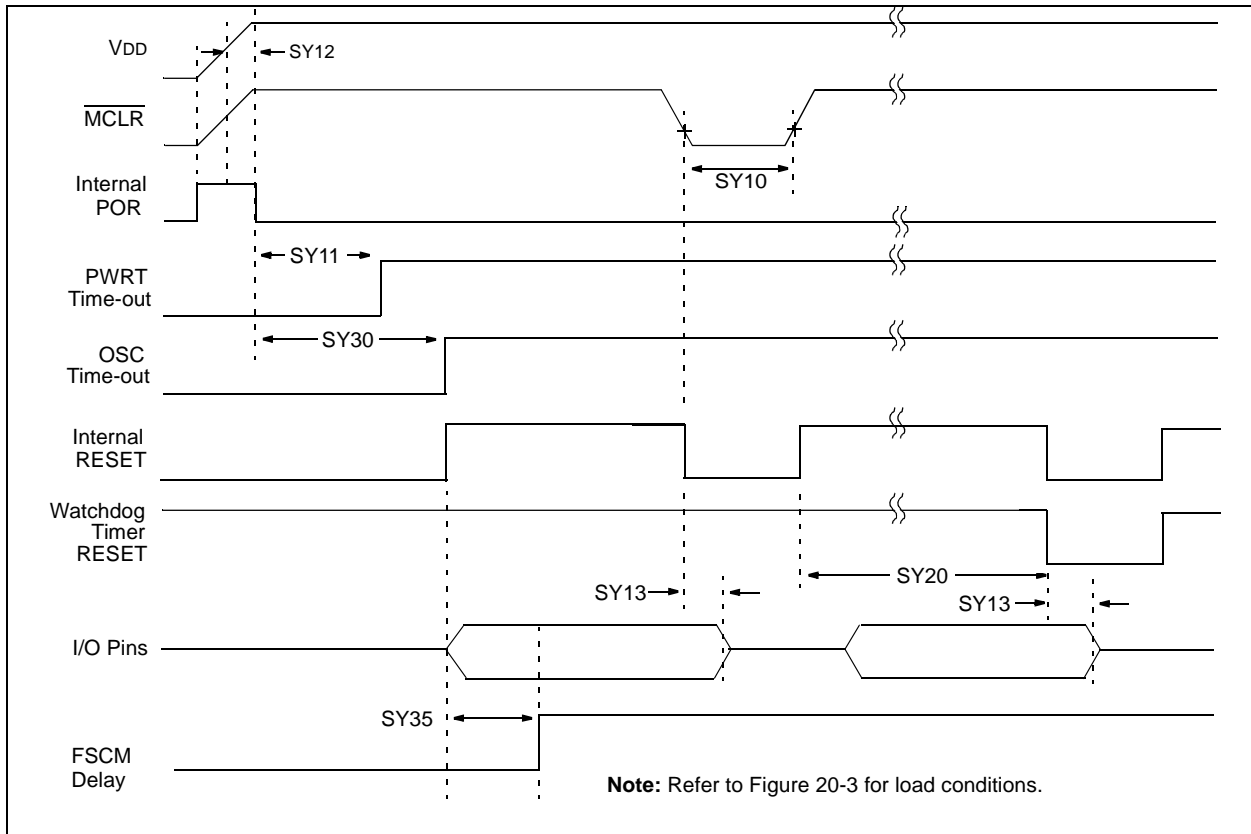 VDD
SY12
MCLR
SY10
Internal
POR
SY11
PWRT
Time-out
SY30
OSC
Time-out
Internal
RESET
Watchdog
Timer
RESET
SY20
SY13
SY13
I/O Pins
SY35
FSCM
Delay
Note: Refer to Figure 20-3 for load conditions.